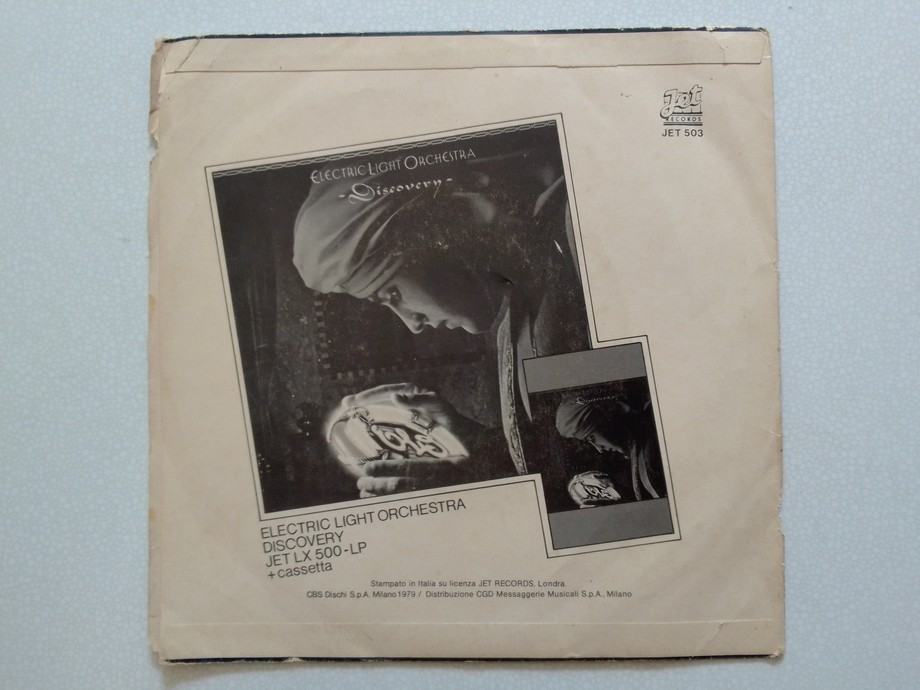 Jet
RECORDS
JET 503
ELECTRIC LIGHT ORCHESTRA
-Discovery-
Discovery
ELECTRIC LIGHT ORCHESTRA
DISCOVERY
JET LX 500-LP
+cassetta
Stampato in Italia su licenza JET RECORDS, Londra.
CBS Dischi S.p.A. Milano 1979 / Distribuzione CGD Messaggerie Musicali S.p.A., Milano